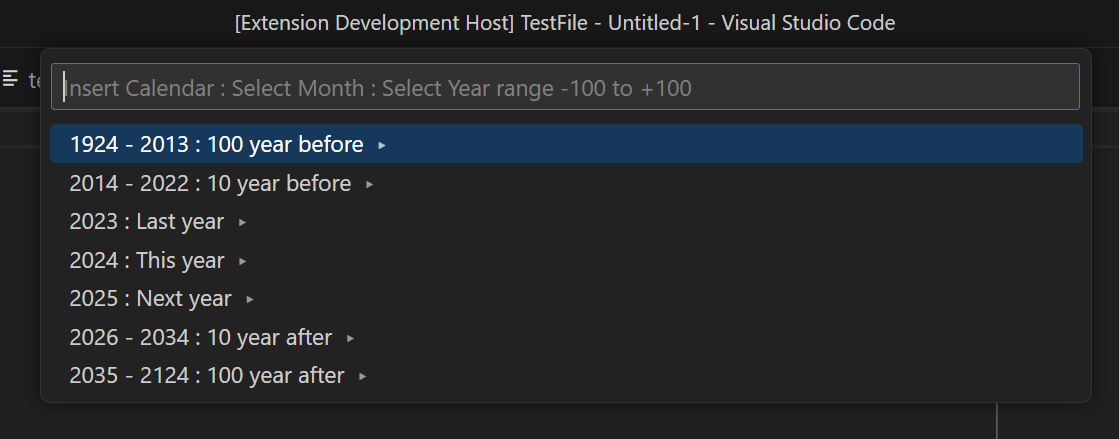 [Extension Development Host] TestFile - Untitled-1 - Visual Studio Code
Insert Calendar : Select Month : Select Year range -100 to +100
1924 - 2013 : 100 year before ▸
2014 - 2022 : 10 year before ▸
2023 : Last year ▸
2024 : This year ▸
2025 : Next year ▸
2026 - 2034 : 10 year after ▸
2035 - 2124 : 100 year after ▸